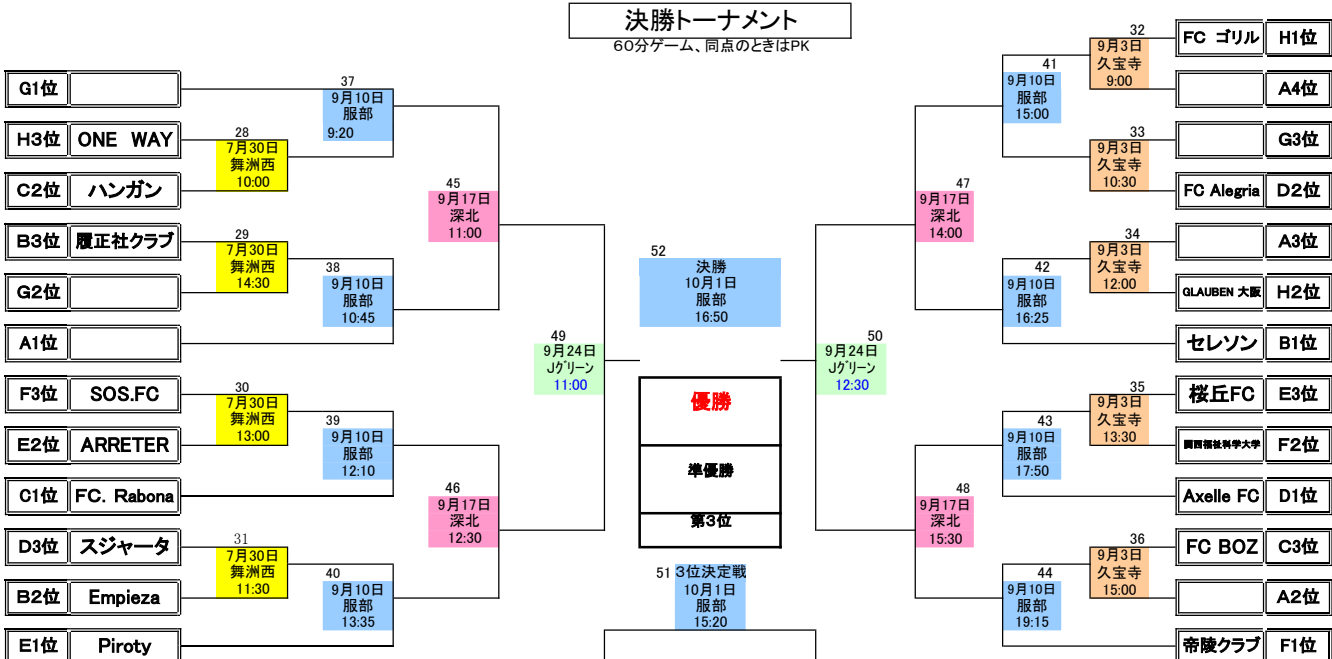 決勝トーナメント
60分ゲーム、同点のときはPK
G1位
H3位 ONE WAY
C2位 ハンガン
B3位 履正社クラブ
G2位
A1位
F3位 SOS.FC
E2位 ARRETER
C1位 FC. Rabona
D3位 スジャータ
B2位 Empieza
E1位 Piroty
28
7月30日
舞洲西
10:00
29
7月30日
舞洲西
14:30
30
7月30日
舞洲西
13:00
31
7月30日
舞洲西
11:30
37
9月10日
服部
9:20
38
9月10日
服部
10:45
39
9月10日
服部
12:10
40
9月10日
服部
13:35
45
9月17日
深北
11:00
46
9月17日
深北
12:30
49
9月24日
Jグリーン
11:00
52
決勝
10月1日
服部
16:50
優勝
準優勝
第3位
51 3位決定戦
10月1日
服部
15:20
50
9月24日
Jグリーン
12:30
47
9月17日
深北
14:00
48
9月17日
深北
15:30
41
9月10日
服部
15:00
42
9月10日
服部
16:25
43
9月10日
服部
17:50
44
9月10日
服部
19:15
32
9月3日
久宝寺
9:00
33
9月3日
久宝寺
10:30
34
9月3日
久宝寺
12:00
35
9月3日
久宝寺
13:30
36
9月3日
久宝寺
15:00
FC ゴリル H1位
A4位
G3位
FC Alegria D2位
A3位
GLAUBEN 大阪 H2位
セレソン B1位
桜丘FC E3位
関西福祉科学大学 F2位
Axelle FC D1位
FC BOZ C3位
A2位
帝陵クラブ F1位